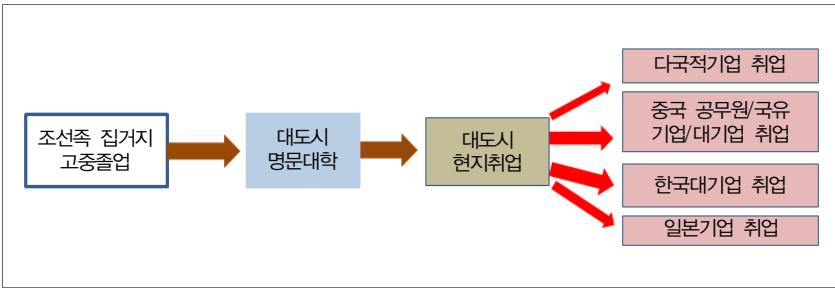 조선족 집거지
고중졸업
대도시
명문대학
대도시
현지취업
다국적기업 취업
중국 공무원/국유
기업/대기업 취업
한국대기업 취업
일본기업 취업